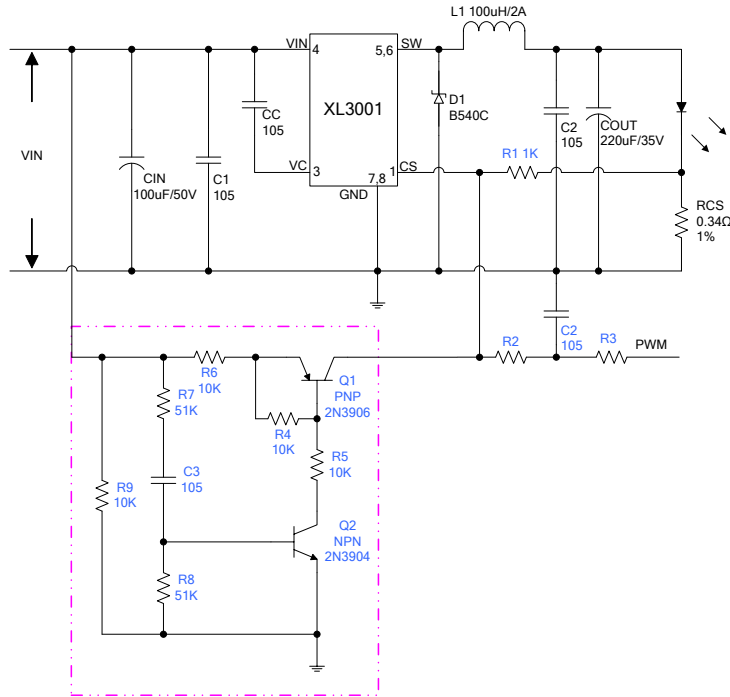 L1 100uH/2A
VIN
4
5,6
SW
XL3001
CC
105
D1
B540C
C2
105
COUT
220uF/35V
VIN
CIN
100uF/50V
C1
105
VC
3
7,8
GND
1
CS
R1 1K
RCS
0.34Ω
1%
C2
105
R6
10K
R2
R3
PWM
R7
51K
Q1
PNP
2N3906
R4
10K
R5
10K
R9
10K
C3
105
Q2
NPN
2N3904
R8
51K